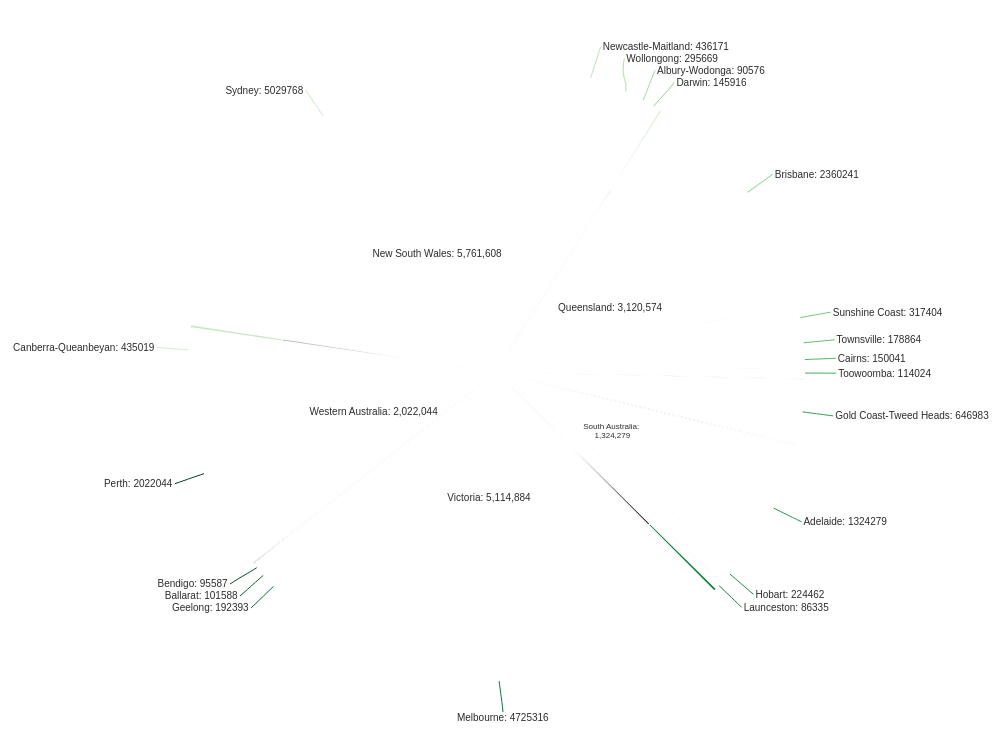 Newcastle-Maitland: 436171
Wollongong: 295669
Albury-Wodonga: 90576
Darwin: 145916
Sydney: 5029768
Brisbane: 2360241
New South Wales: 5,761,608
Queensland: 3,120,574
Sunshine Coast: 317404
Townsville: 178864
Canberra-Queanbeyan: 435019
Cairns: 150041
Toowoomba: 114024
Western Australia: 2,022,044
Gold Coast-Tweed Heads: 646983
South Australia:
1,324,279
Perth: 2022044
Victoria: 5,114,884
Adelaide: 1324279
Bendigo: 95587
Ballarat: 101588
Geelong: 192393
Hobart: 224462
Launceston: 86335
Melbourne: 4725316